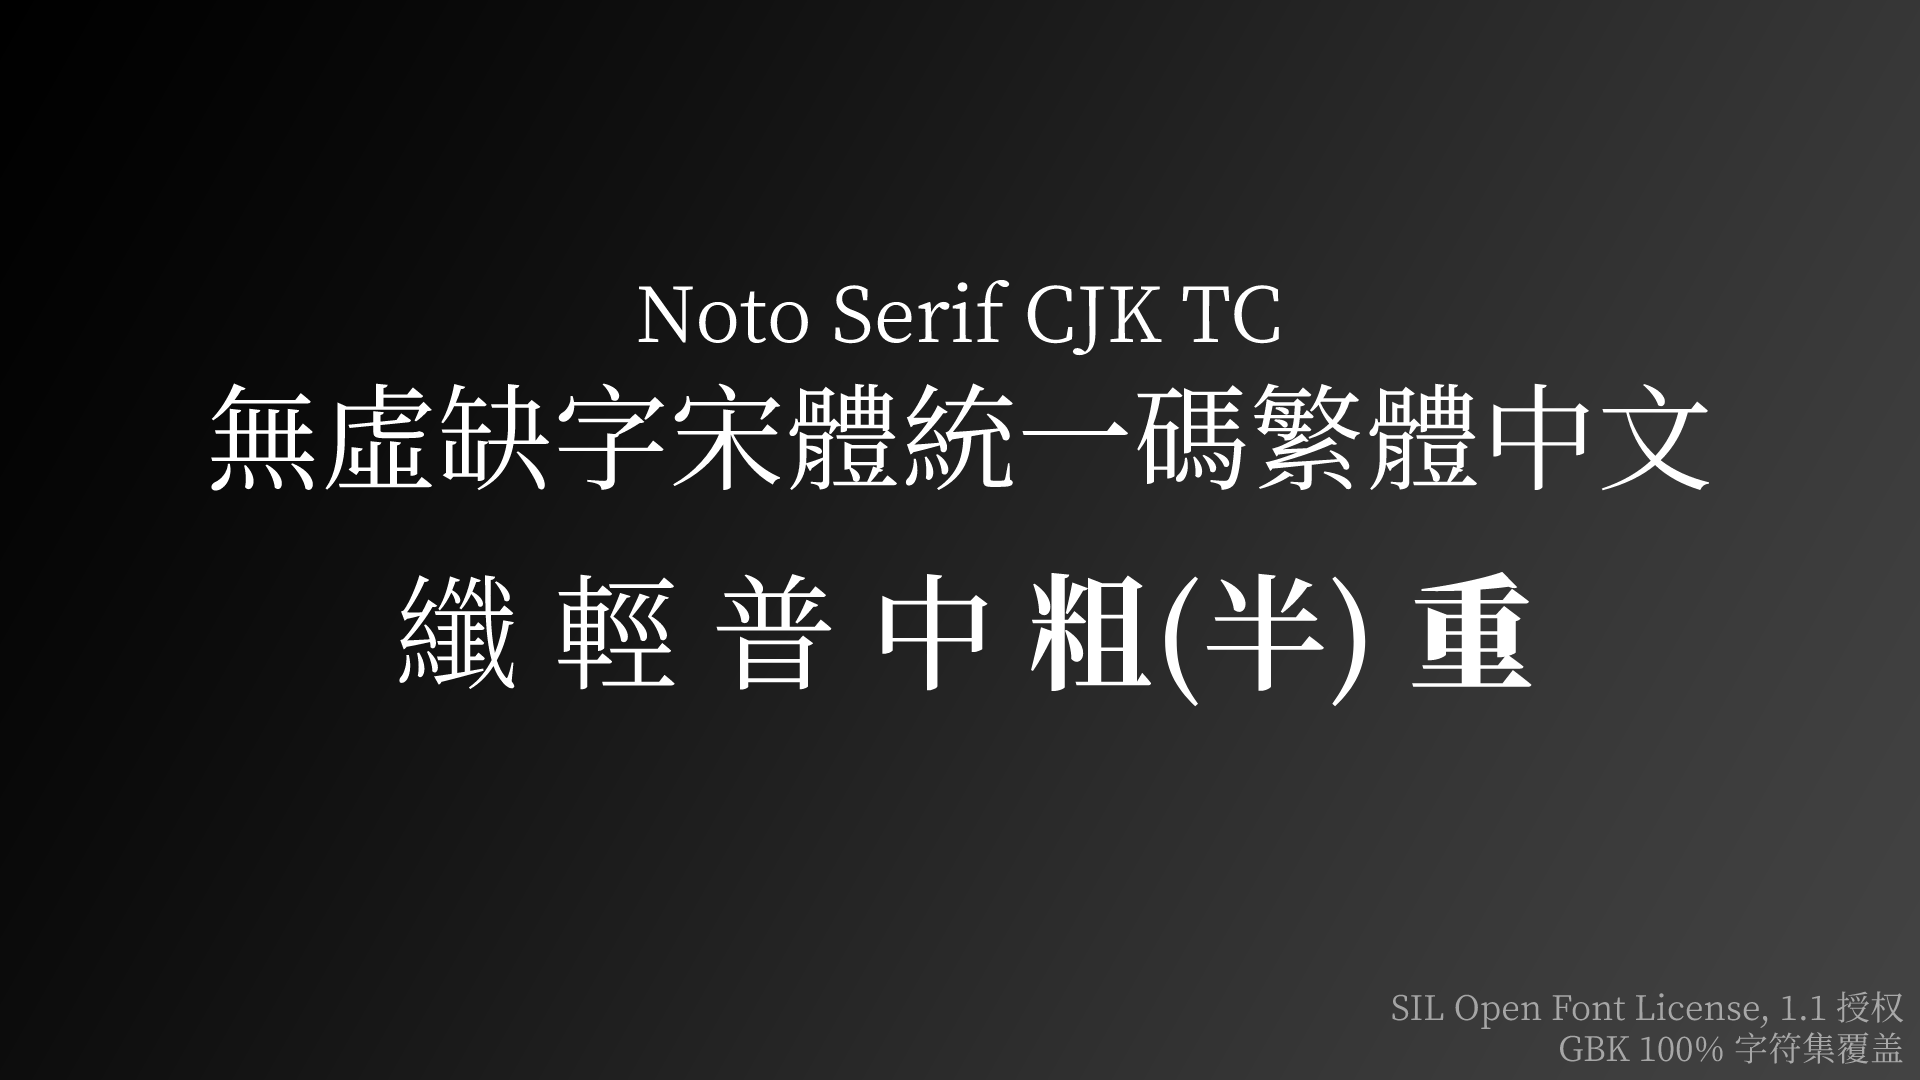 Noto Serif CJK TC
無虛缺字宋體統一碼繁體中文
纖 輕 普 中 粗(半) 重
SIL Open Font License, 1.1 授权
GBK 100% 字符集覆盖